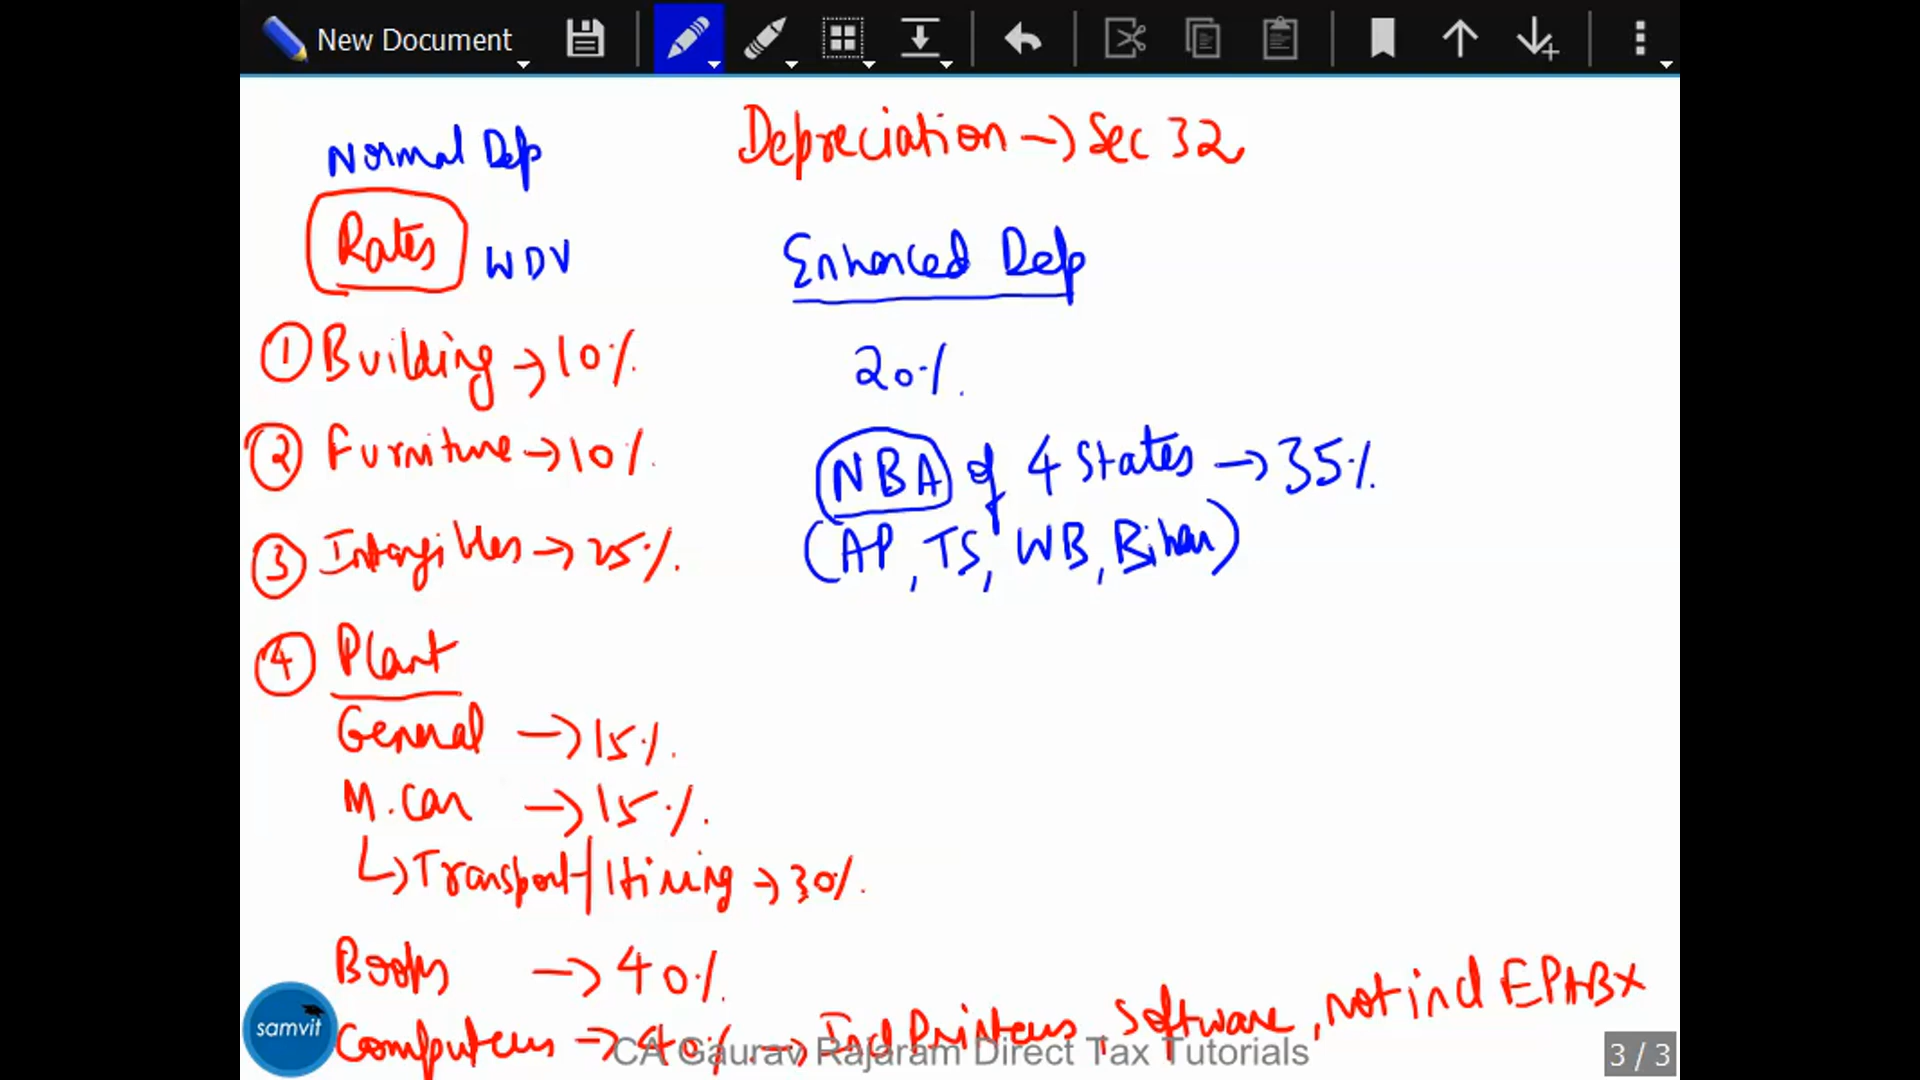 New Document
Depreciation → Sec 32
Normal Dep
Rates WDV
① Building → 10%.
② Furniture → 10%.
③ Intangibles → 25%.
④ Plant
General → 15%.
M. Car → 15%.
↳ Transport / Hiring → 30%.
Books → 40%.
Computers → 40%. → Incl Printers, Software, not incl EPABX
Enhanced Dep
20%.
NBA of 4 States → 35%.
(AP, TS, WB, Bihar)
samvit
CA Gaurav Rajaram Direct Tax Tutorials
3 / 3